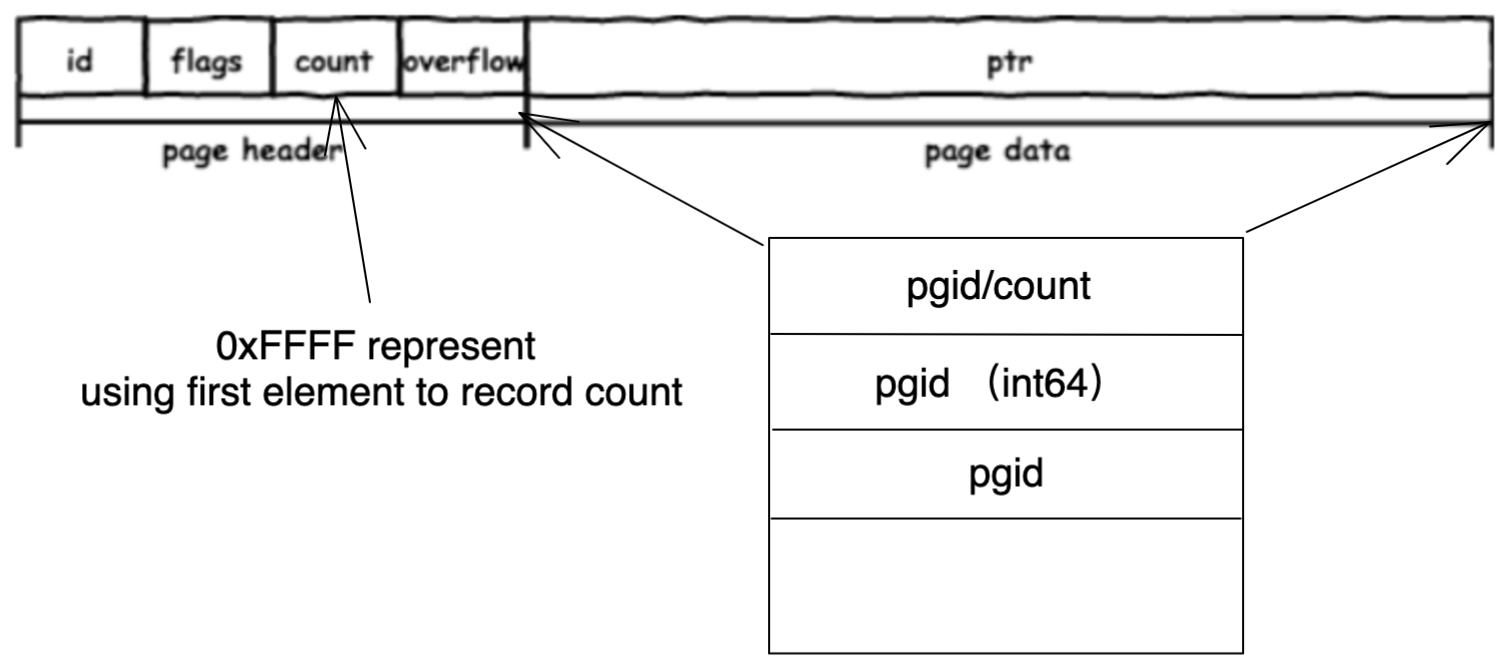 id
flags
count
overflow
ptr
page header
page data
0xFFFF represent
using first element to record count
pgid/count
pgid （int64）
pgid